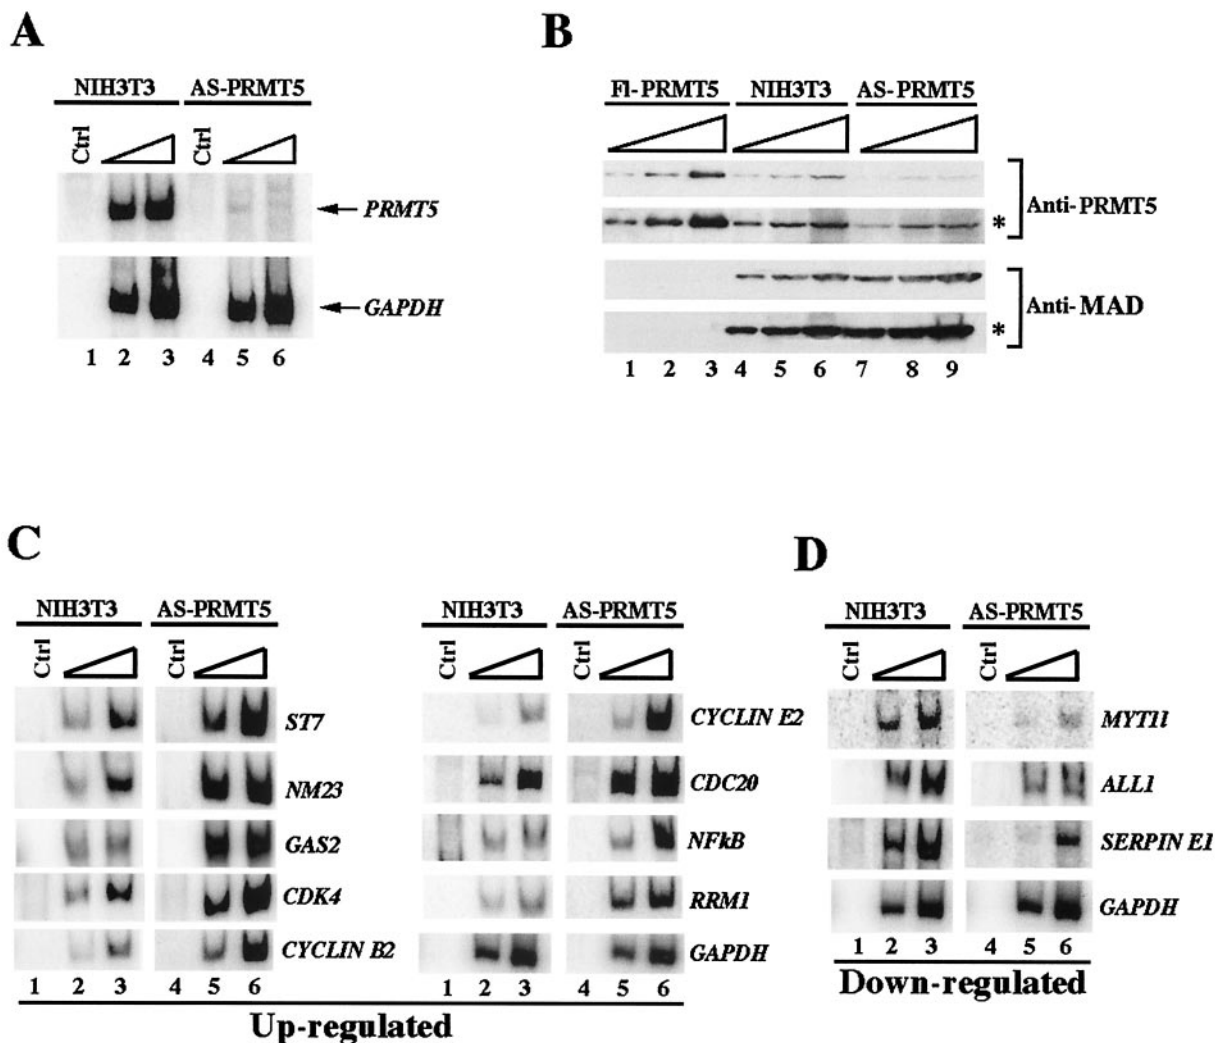 A
NIH3T3 AS-PRMT5
Ctrl Ctrl
PRMT5
GAPDH
1 2 3 4 5 6
B
Fl-PRMT5 NIH3T3 AS-PRMT5
*
Anti-PRMT5
*
Anti-MAD
1 2 3 4 5 6 7 8 9
C
NIH3T3 AS-PRMT5 NIH3T3 AS-PRMT5
Ctrl Ctrl Ctrl Ctrl
ST7 CYCLIN E2
NM23 CDC20
GAS2 NFkB
CDK4 RRM1
CYCLIN B2 GAPDH
1 2 3 4 5 6 1 2 3 4 5 6
Up-regulated
D
NIH3T3 AS-PRMT5
Ctrl Ctrl
MYT1l
ALL1
SERPIN E1
GAPDH
1 2 3 4 5 6
Down-regulated